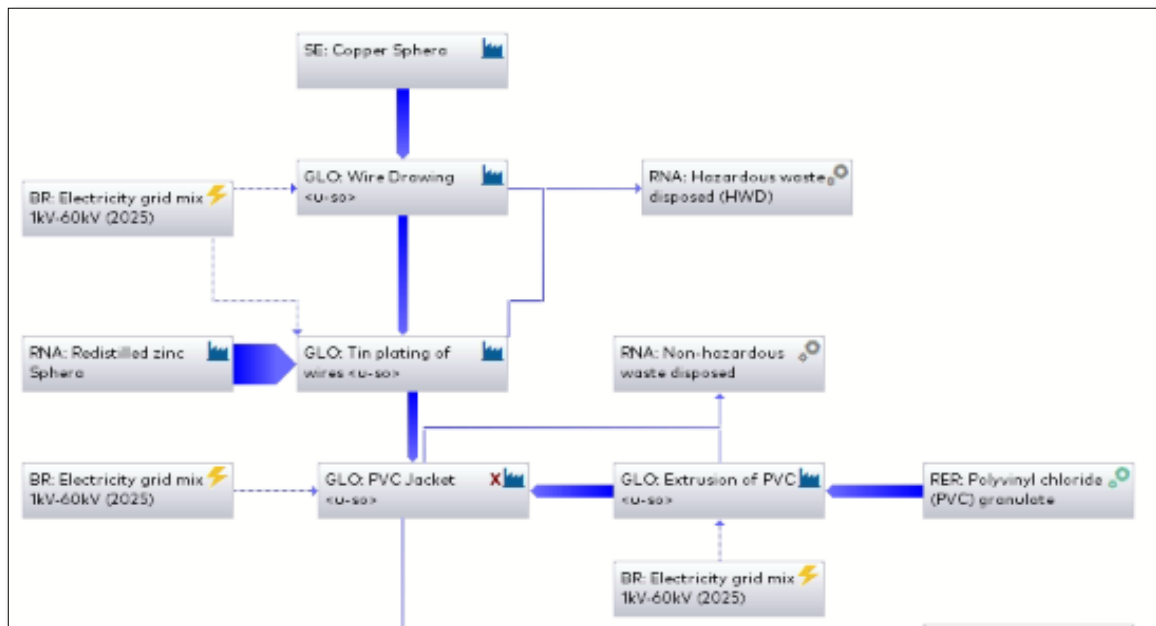 SE: Copper Sphera
GLO: Wire Drawing
<u-so>
RNA: Hazardous waste
disposed (HWD)
BR: Electricity grid mix
1kV-60kV (2025)
RNA: Redistilled zinc
Sphera
GLO: Tin plating of
wires <u-so>
RNA: Non-hazardous
waste disposed
BR: Electricity grid mix
1kV-60kV (2025)
GLO: PVC Jacket
<u-so>
X
GLO: Extrusion of PVC
<u-so>
RER: Polyvinyl chloride
(PVC) granulate
BR: Electricity grid mix
1kV-60kV (2025)